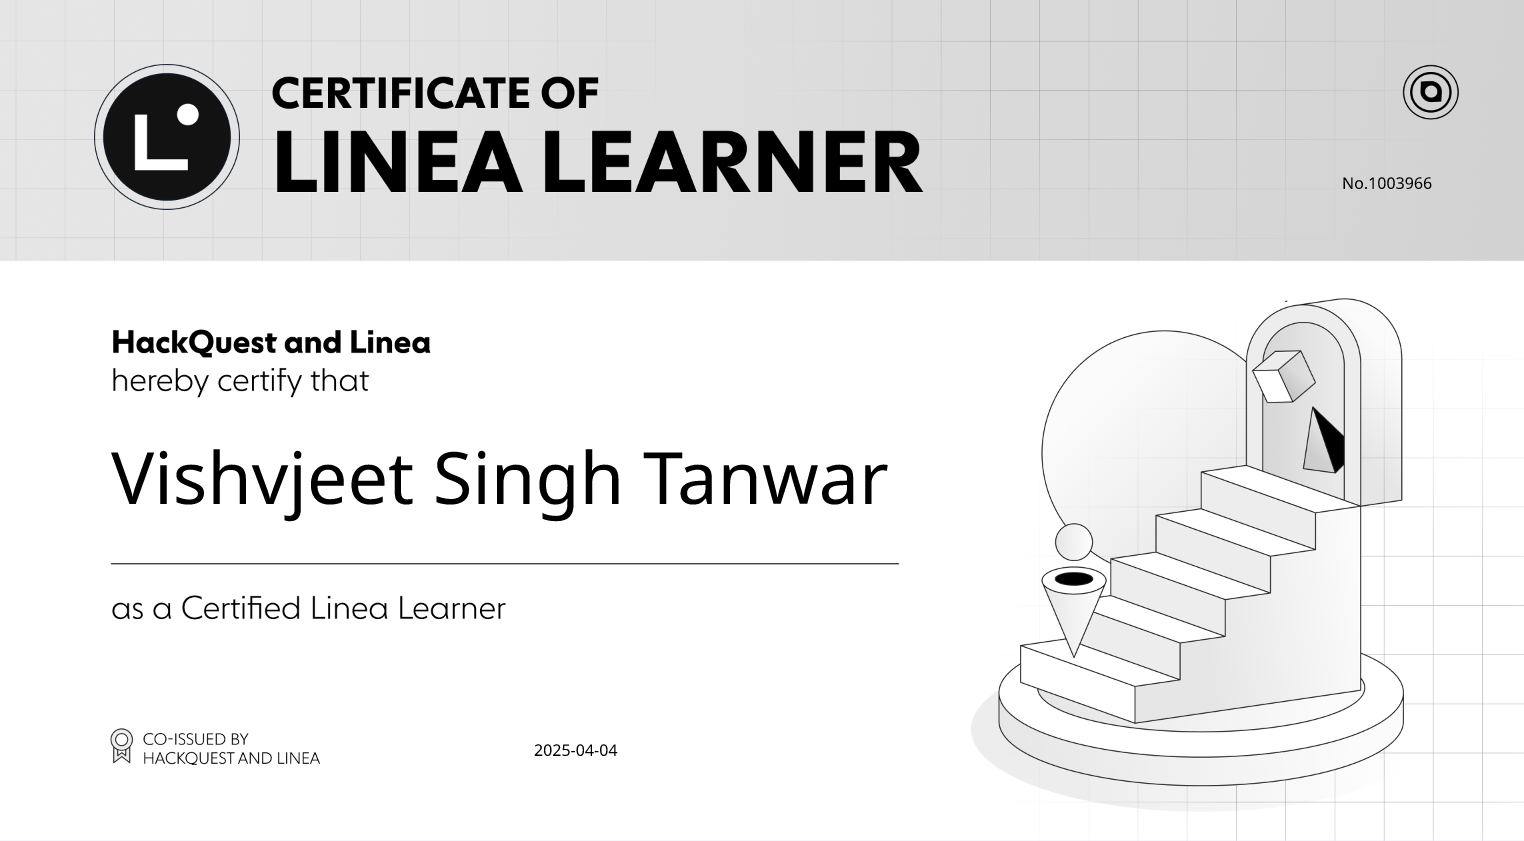 CERTIFICATE OF
LINEA LEARNER
No.1003966
HackQuest and Linea
hereby certify that
Vishvjeet Singh Tanwar
as a Certified Linea Learner
CO-ISSUED BY
HACKQUEST AND LINEA
2025-04-04